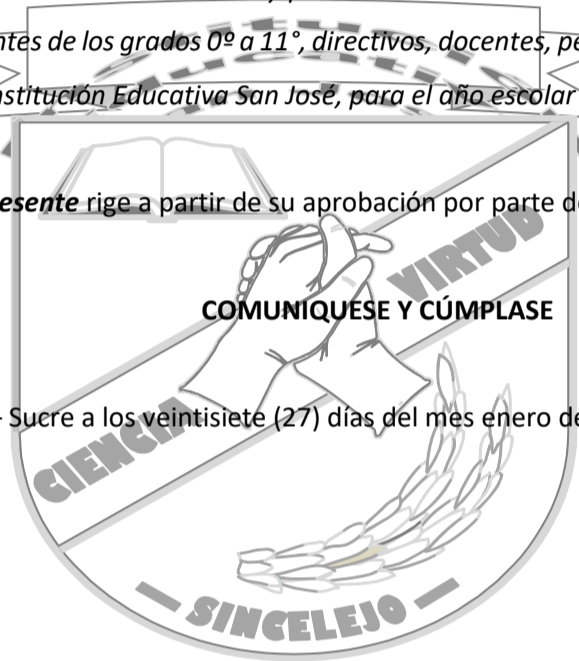 ntes de los grados 0º a 11°, directivos, docentes, pe
nstitución Educativa San José, para el año escolar
esente rige a partir de su aprobación por parte d
VIRTUD
COMUNIQUESE Y CÚMPLASE
- Sucre a los veintisiete (27) días del mes enero de
CIENCIA
SINCELEJO